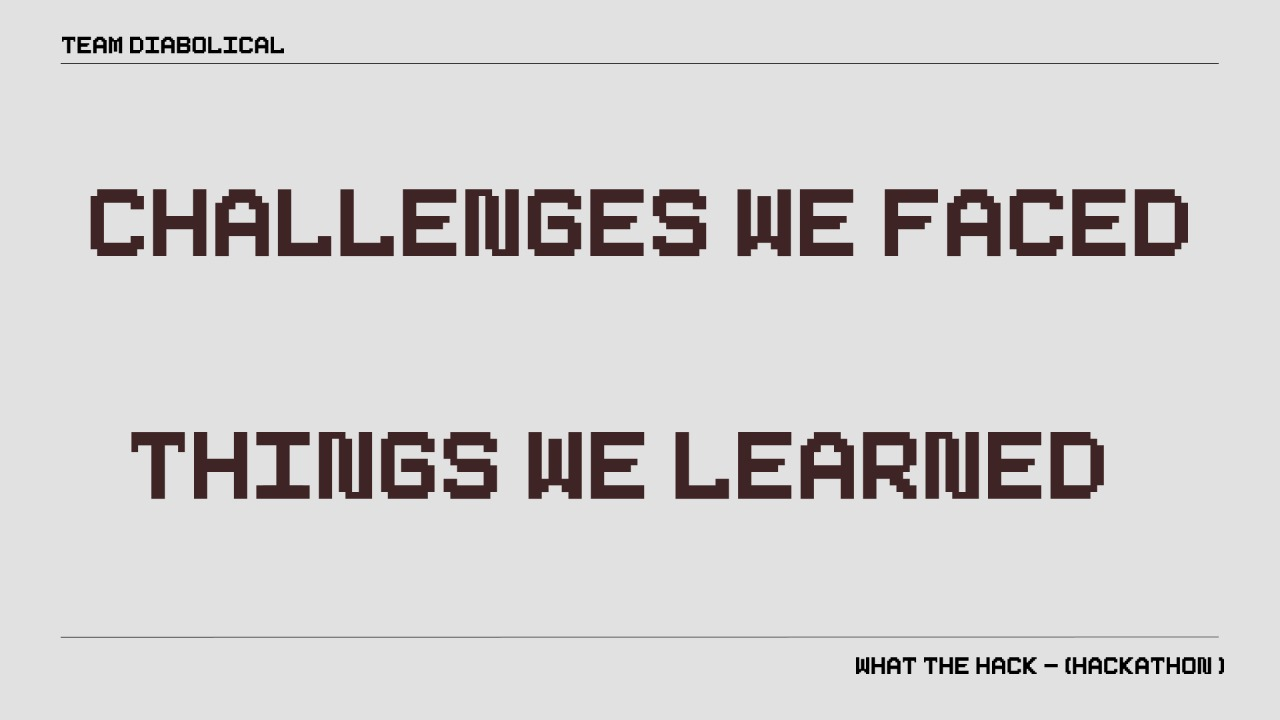 TEAM DIABOLICAL
CHALLENGES WE FACED
THINGS WE LEARNED
WHAT THE HACK - (HACKATHON )